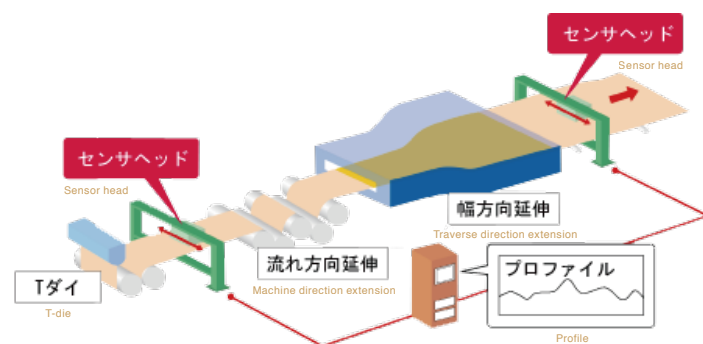 センサヘッド
Sensor head
センサヘッド
Sensor head
幅方向延伸
Traverse direction extension
流れ方向延伸
Machine direction extension
Tダイ
T-die
プロファイル
Profile